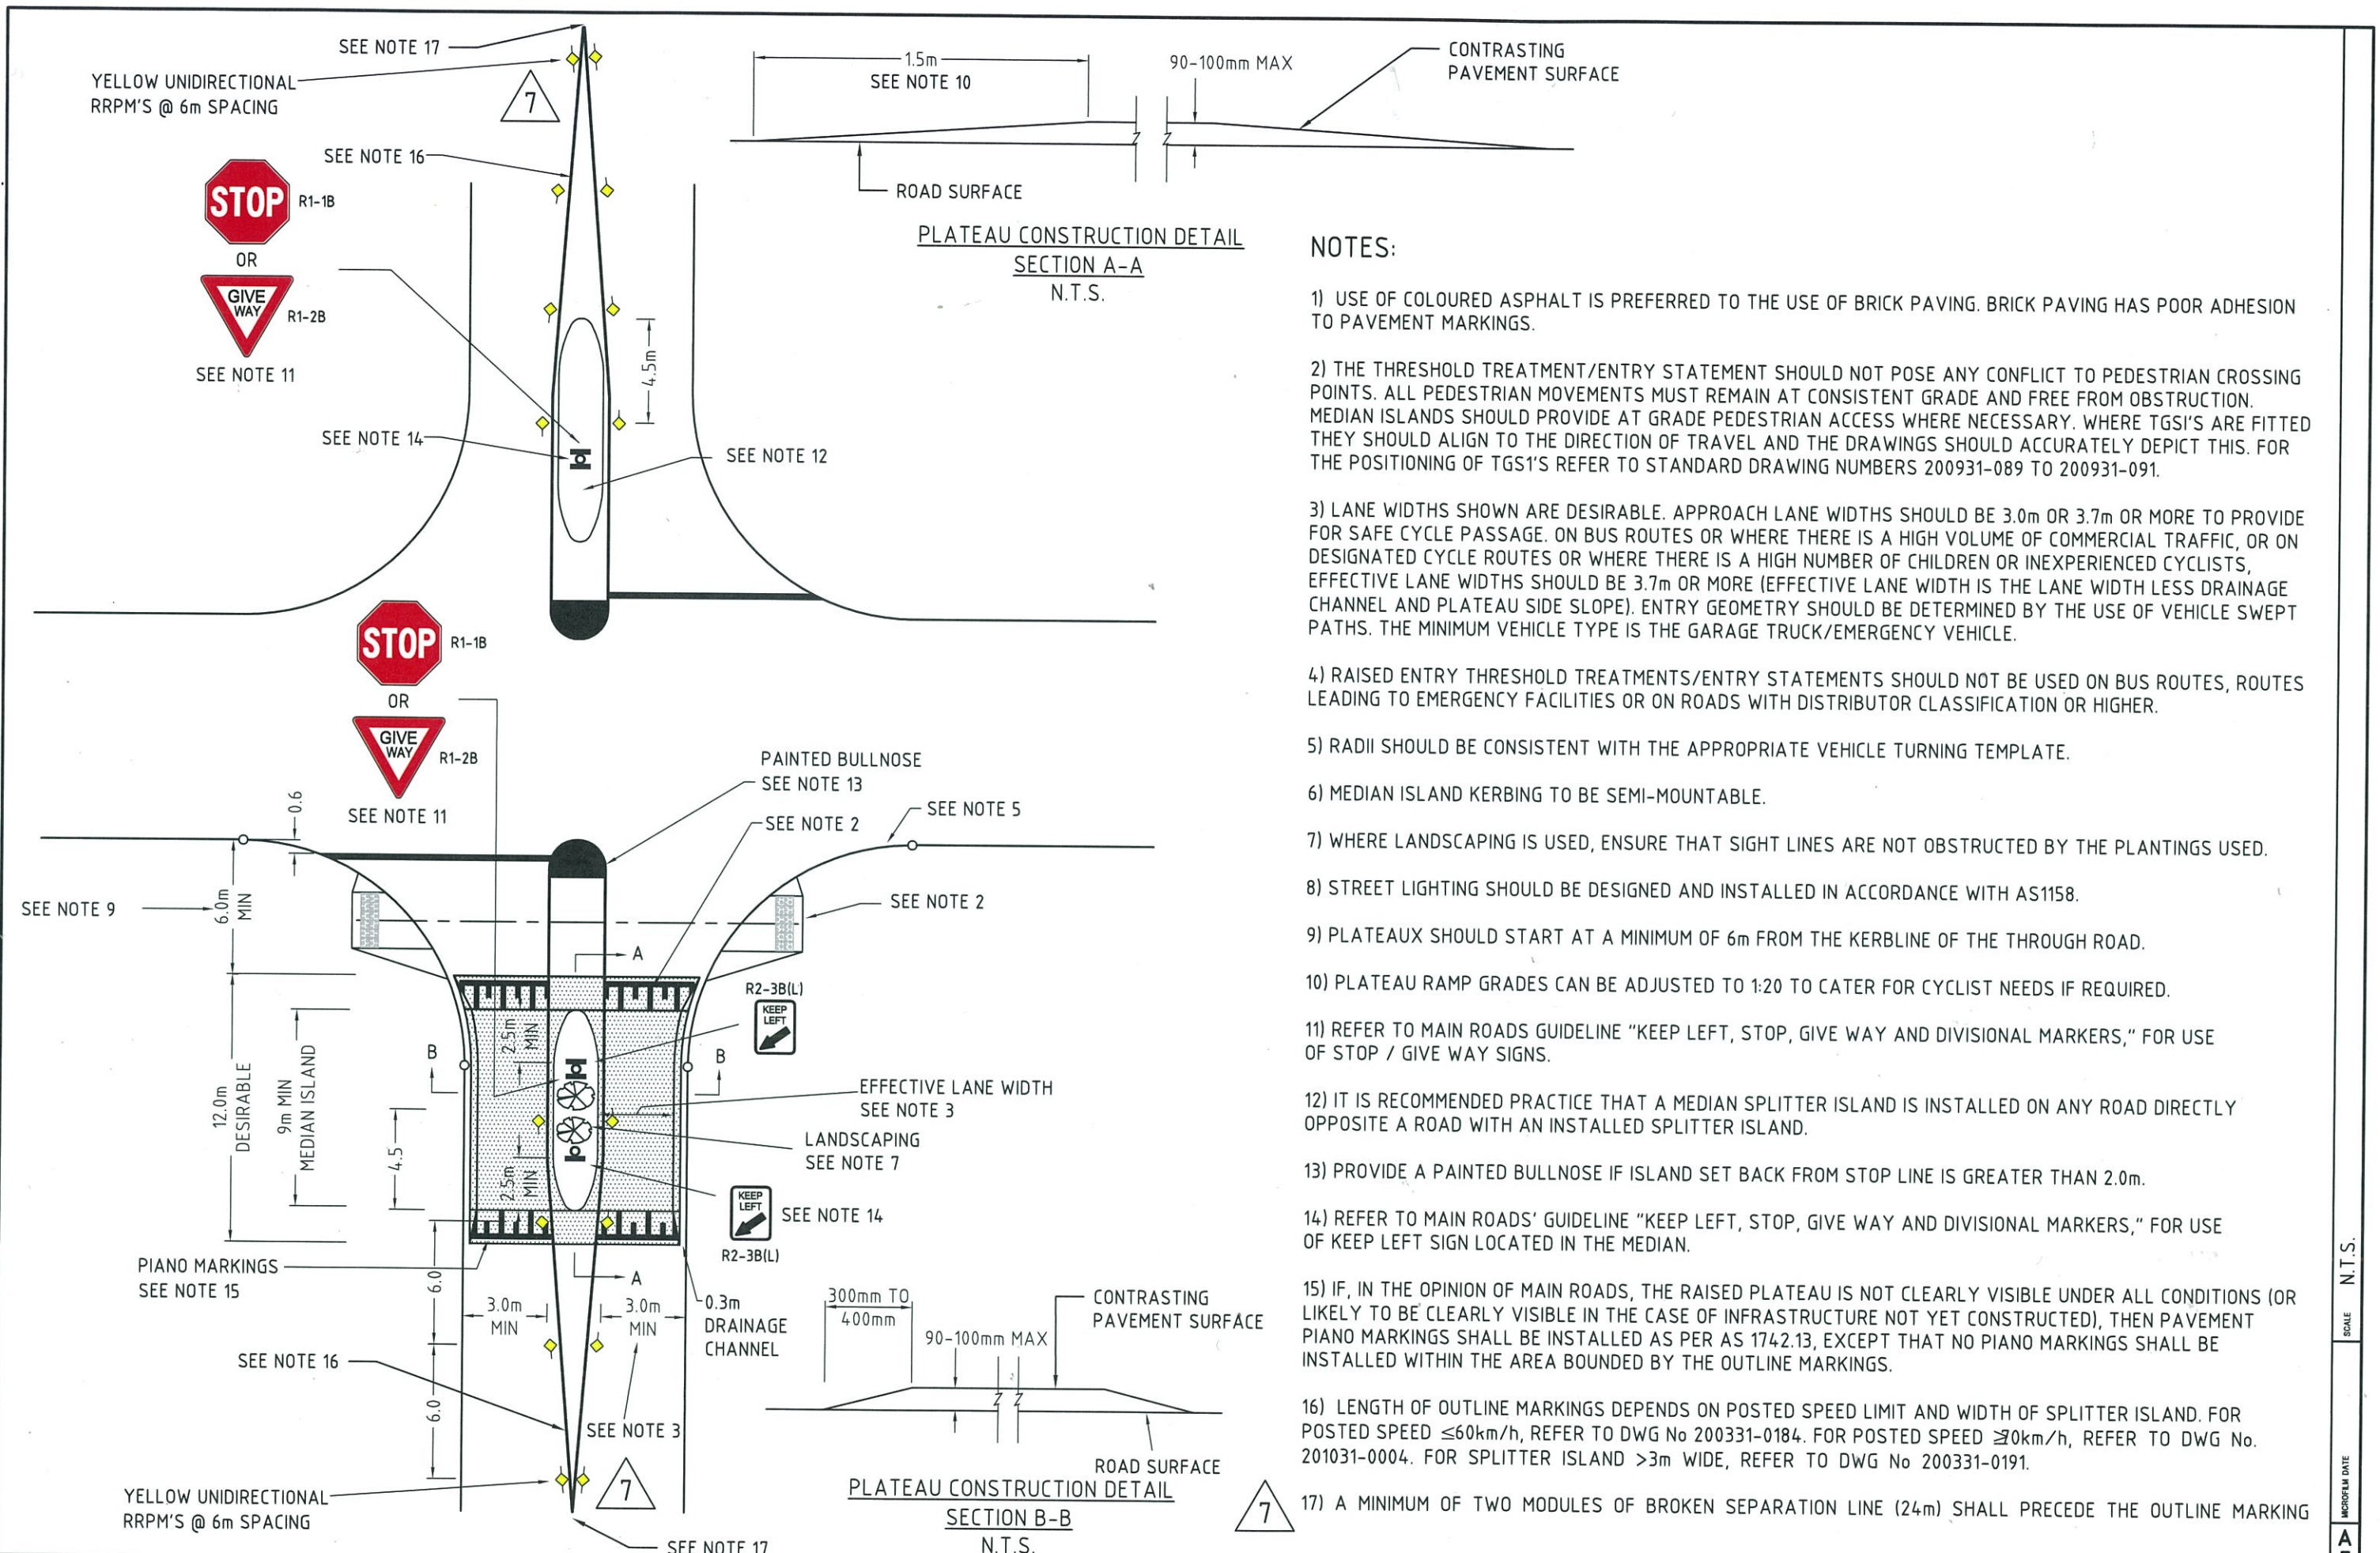 SEE NOTE 17
YELLOW UNIDIRECTIONAL
RRPM'S @ 6m SPACING
7
SEE NOTE 16
STOP
R1-1B
OR
GIVE
WAY
R1-2B
SEE NOTE 11
4.5m
SEE NOTE 14
SEE NOTE 12
1.5m
SEE NOTE 10
90-100mm MAX
CONTRASTING
PAVEMENT SURFACE
ROAD SURFACE
PLATEAU CONSTRUCTION DETAIL
SECTION A-A
N.T.S.
STOP
R1-1B
OR
GIVE
WAY
R1-2B
SEE NOTE 11
0.6
PAINTED BULLNOSE
SEE NOTE 13
SEE NOTE 5
SEE NOTE 2
SEE NOTE 9
6.0m
MIN
SEE NOTE 2
A
R2-3B(L)
KEEP
LEFT
2.5m
MIN
B
B
12.0m
DESIRABLE
9m MIN
MEDIAN ISLAND
EFFECTIVE LANE WIDTH
SEE NOTE 3
LANDSCAPING
SEE NOTE 7
4.5
2.5m
MIN
KEEP
LEFT
SEE NOTE 14
R2-3B(L)
PIANO MARKINGS
SEE NOTE 15
A
6.0
3.0m
MIN
3.0m
MIN
0.3m
DRAINAGE
CHANNEL
SEE NOTE 16
6.0
SEE NOTE 3
7
YELLOW UNIDIRECTIONAL
RRPM'S @ 6m SPACING
SEE NOTE 17
300mm TO
400mm
90-100mm MAX
CONTRASTING
PAVEMENT SURFACE
ROAD SURFACE
PLATEAU CONSTRUCTION DETAIL
SECTION B-B
N.T.S.
NOTES:
1) USE OF COLOURED ASPHALT IS PREFERRED TO THE USE OF BRICK PAVING. BRICK PAVING HAS POOR ADHESION
TO PAVEMENT MARKINGS.
2) THE THRESHOLD TREATMENT/ENTRY STATEMENT SHOULD NOT POSE ANY CONFLICT TO PEDESTRIAN CROSSING
POINTS. ALL PEDESTRIAN MOVEMENTS MUST REMAIN AT CONSISTENT GRADE AND FREE FROM OBSTRUCTION.
MEDIAN ISLANDS SHOULD PROVIDE AT GRADE PEDESTRIAN ACCESS WHERE NECESSARY. WHERE TGSI'S ARE FITTED
THEY SHOULD ALIGN TO THE DIRECTION OF TRAVEL AND THE DRAWINGS SHOULD ACCURATELY DEPICT THIS. FOR
THE POSITIONING OF TGS1'S REFER TO STANDARD DRAWING NUMBERS 200931-089 TO 200931-091.
3) LANE WIDTHS SHOWN ARE DESIRABLE. APPROACH LANE WIDTHS SHOULD BE 3.0m OR 3.7m OR MORE TO PROVIDE
FOR SAFE CYCLE PASSAGE. ON BUS ROUTES OR WHERE THERE IS A HIGH VOLUME OF COMMERCIAL TRAFFIC, OR ON
DESIGNATED CYCLE ROUTES OR WHERE THERE IS A HIGH NUMBER OF CHILDREN OR INEXPERIENCED CYCLISTS,
EFFECTIVE LANE WIDTHS SHOULD BE 3.7m OR MORE (EFFECTIVE LANE WIDTH IS THE LANE WIDTH LESS DRAINAGE
CHANNEL AND PLATEAU SIDE SLOPE). ENTRY GEOMETRY SHOULD BE DETERMINED BY THE USE OF VEHICLE SWEPT
PATHS. THE MINIMUM VEHICLE TYPE IS THE GARAGE TRUCK/EMERGENCY VEHICLE.
4) RAISED ENTRY THRESHOLD TREATMENTS/ENTRY STATEMENTS SHOULD NOT BE USED ON BUS ROUTES, ROUTES
LEADING TO EMERGENCY FACILITIES OR ON ROADS WITH DISTRIBUTOR CLASSIFICATION OR HIGHER.
5) RADII SHOULD BE CONSISTENT WITH THE APPROPRIATE VEHICLE TURNING TEMPLATE.
6) MEDIAN ISLAND KERBING TO BE SEMI-MOUNTABLE.
7) WHERE LANDSCAPING IS USED, ENSURE THAT SIGHT LINES ARE NOT OBSTRUCTED BY THE PLANTINGS USED.
8) STREET LIGHTING SHOULD BE DESIGNED AND INSTALLED IN ACCORDANCE WITH AS1158.
9) PLATEAUX SHOULD START AT A MINIMUM OF 6m FROM THE KERBLINE OF THE THROUGH ROAD.
10) PLATEAU RAMP GRADES CAN BE ADJUSTED TO 1:20 TO CATER FOR CYCLIST NEEDS IF REQUIRED.
11) REFER TO MAIN ROADS GUIDELINE "KEEP LEFT, STOP, GIVE WAY AND DIVISIONAL MARKERS," FOR USE
OF STOP / GIVE WAY SIGNS.
12) IT IS RECOMMENDED PRACTICE THAT A MEDIAN SPLITTER ISLAND IS INSTALLED ON ANY ROAD DIRECTLY
OPPOSITE A ROAD WITH AN INSTALLED SPLITTER ISLAND.
13) PROVIDE A PAINTED BULLNOSE IF ISLAND SET BACK FROM STOP LINE IS GREATER THAN 2.0m.
14) REFER TO MAIN ROADS' GUIDELINE "KEEP LEFT, STOP, GIVE WAY AND DIVISIONAL MARKERS," FOR USE
OF KEEP LEFT SIGN LOCATED IN THE MEDIAN.
15) IF, IN THE OPINION OF MAIN ROADS, THE RAISED PLATEAU IS NOT CLEARLY VISIBLE UNDER ALL CONDITIONS (OR
LIKELY TO BE CLEARLY VISIBLE IN THE CASE OF INFRASTRUCTURE NOT YET CONSTRUCTED), THEN PAVEMENT
PIANO MARKINGS SHALL BE INSTALLED AS PER AS 1742.13, EXCEPT THAT NO PIANO MARKINGS SHALL BE
INSTALLED WITHIN THE AREA BOUNDED BY THE OUTLINE MARKINGS.
16) LENGTH OF OUTLINE MARKINGS DEPENDS ON POSTED SPEED LIMIT AND WIDTH OF SPLITTER ISLAND. FOR
POSTED SPEED ≤60km/h, REFER TO DWG No 200331-0184. FOR POSTED SPEED ≥70km/h, REFER TO DWG No.
201031-0004. FOR SPLITTER ISLAND >3m WIDE, REFER TO DWG No 200331-0191.
7
17) A MINIMUM OF TWO MODULES OF BROKEN SEPARATION LINE (24m) SHALL PRECEDE THE OUTLINE MARKING
N.T.S.
SCALE
MICROFILM DATE
A